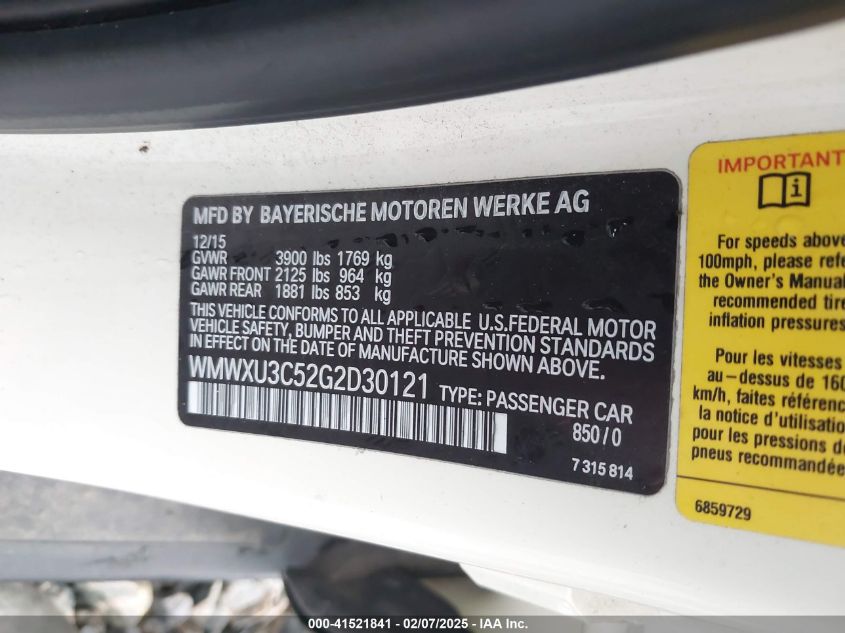 MFD BY BAYERISCHE MOTOREN WERKE AG
12/15
GVWR 3900 lbs 1769 kg
GAWR FRONT 2125 lbs 964 kg
GAWR REAR 1881 lbs 853 kg
THIS VEHICLE CONFORMS TO ALL APPLICABLE U.S.FEDERAL MOTOR
VEHICLE SAFETY, BUMPER AND THEFT PREVENTION STANDARDS
IN EFFECT ON THE DATE OF MANUFACTURE SHOWN ABOVE.
WMWXU3C52G2D30121 TYPE: PASSENGER CAR
850/0
7 315 814
IMPORTANT
i
For speeds above
100mph, please refe
the Owner's Manual
recommended tire
inflation pressures
Pour les vitesses
au-dessus de 160
km/h, faites référenc
la notice d'utilisation
pour les pressions de
pneus recommandée
6859729
000-41521841 / 02/07/2025 - IAA Inc.